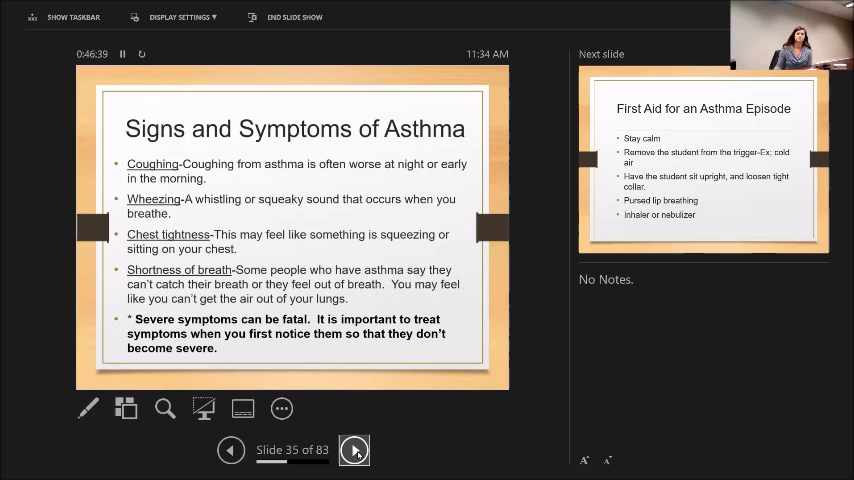 SHOW TASKBAR
DISPLAY SETTINGS ▼
END SLIDE SHOW
0:46:39
11:34 AM
Signs and Symptoms of Asthma
• Coughing-Coughing from asthma is often worse at night or early
in the morning.
• Wheezing-A whistling or squeaky sound that occurs when you
breathe.
• Chest tightness-This may feel like something is squeezing or
sitting on your chest.
• Shortness of breath-Some people who have asthma say they
can't catch their breath or they feel out of breath.  You may feel
like you can't get the air out of your lungs.
• * Severe symptoms can be fatal.  It is important to treat
symptoms when you first notice them so that they don't
become severe.
Slide 35 of 83
Next slide
First Aid for an Asthma Episode
• Stay calm
• Remove the student from the trigger-Ex; cold
air
• Have the student sit upright, and loosen tight
collar.
• Pursed lip breathing
• Inhaler or nebulizer
No Notes.
A A